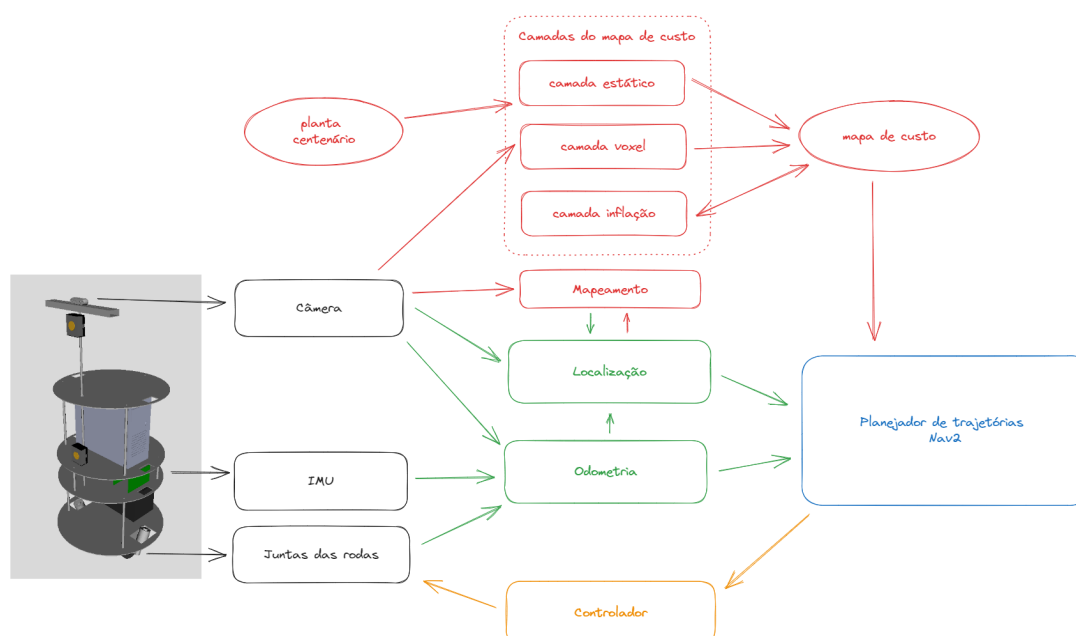 Camadas do mapa de custo
camada estático
planta
centenário
mapa de custo
camada voxel
camada inflação
Mapeamento
Câmera
Localização
Planejador de trajetórias
Nav2
Odometria
IMU
Juntas das rodas
Controlador